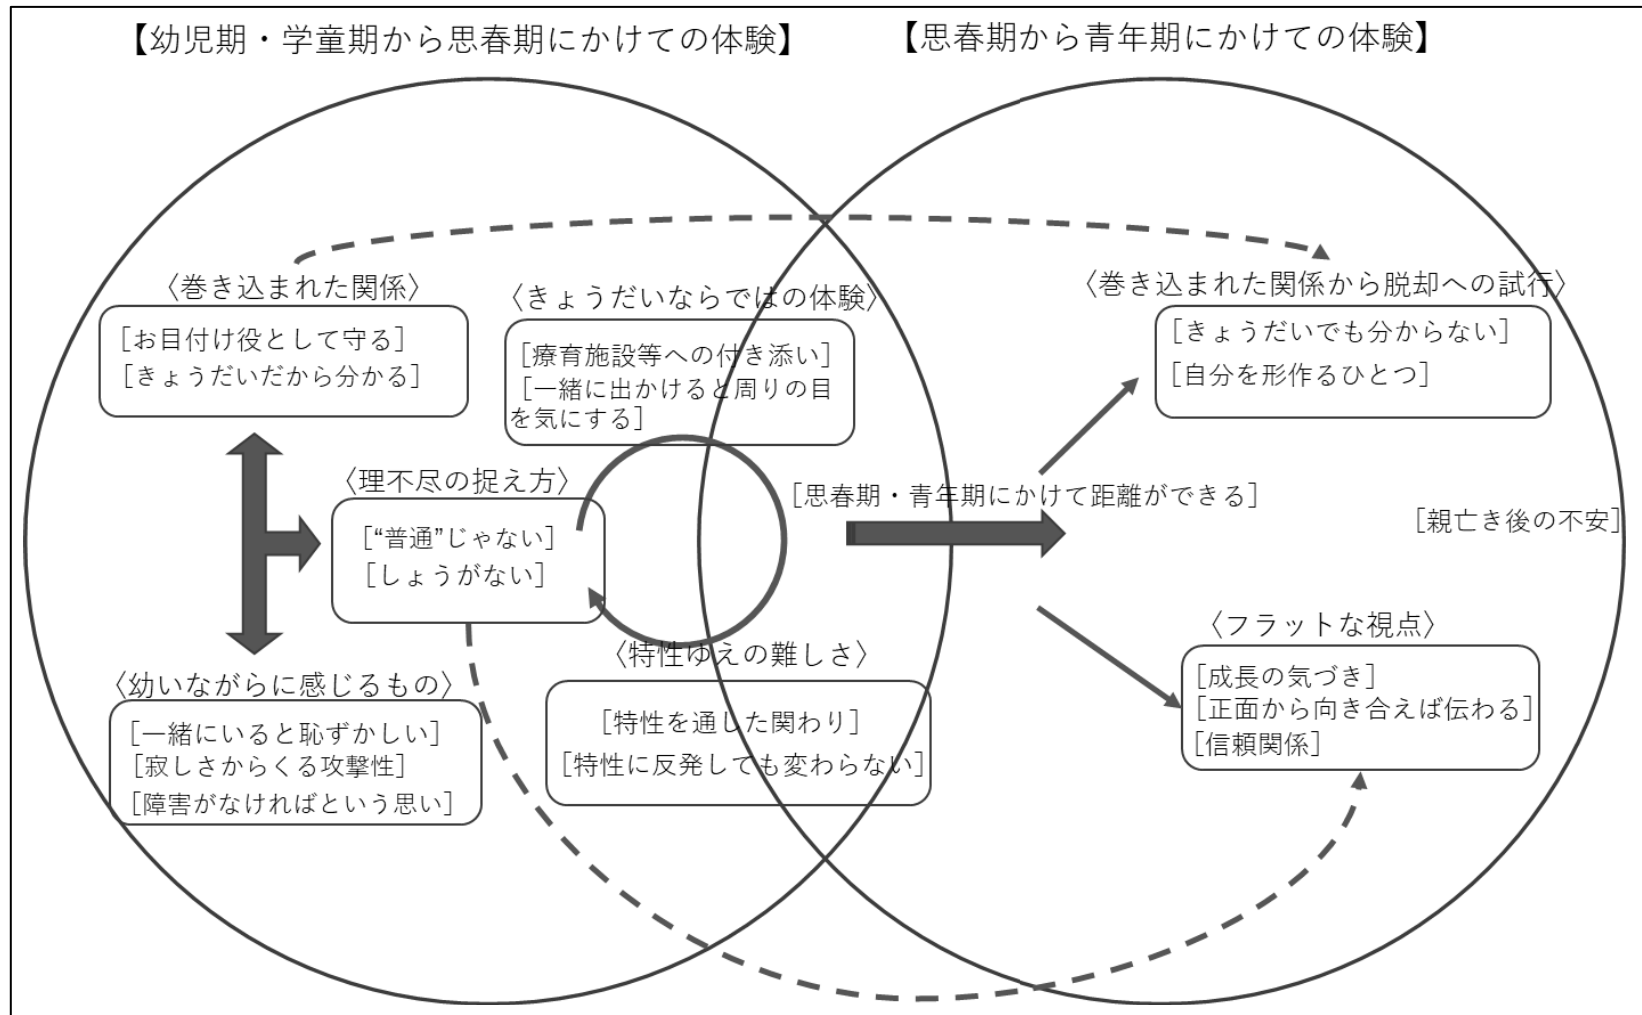 【幼児期・学童期から思春期にかけての体験】
【思春期から青年期にかけての体験】
〈巻き込まれた関係〉
［お目付け役として守る］
［きょうだいだから分かる］
〈きょうだいならではの体験〉
［療育施設等への付き添い］
［一緒に出かけると周りの目
を気にする］
〈巻き込まれた関係から脱却への試行〉
［きょうだいでも分からない］
［自分を形作るひとつ］
〈理不尽の捉え方〉
［“普通”じゃない］
［しょうがない］
［思春期・青年期にかけて距離ができる］
［親亡き後の不安］
〈幼いながらに感じるもの〉
［一緒にいると恥ずかしい］
［寂しさからくる攻撃性］
［障害がなければという思い］
〈特性ゆえの難しさ〉
［特性を通した関わり］
［特性に反発しても変わらない］
〈フラットな視点〉
［成長の気づき］
［正面から向き合えば伝わる］
［信頼関係］